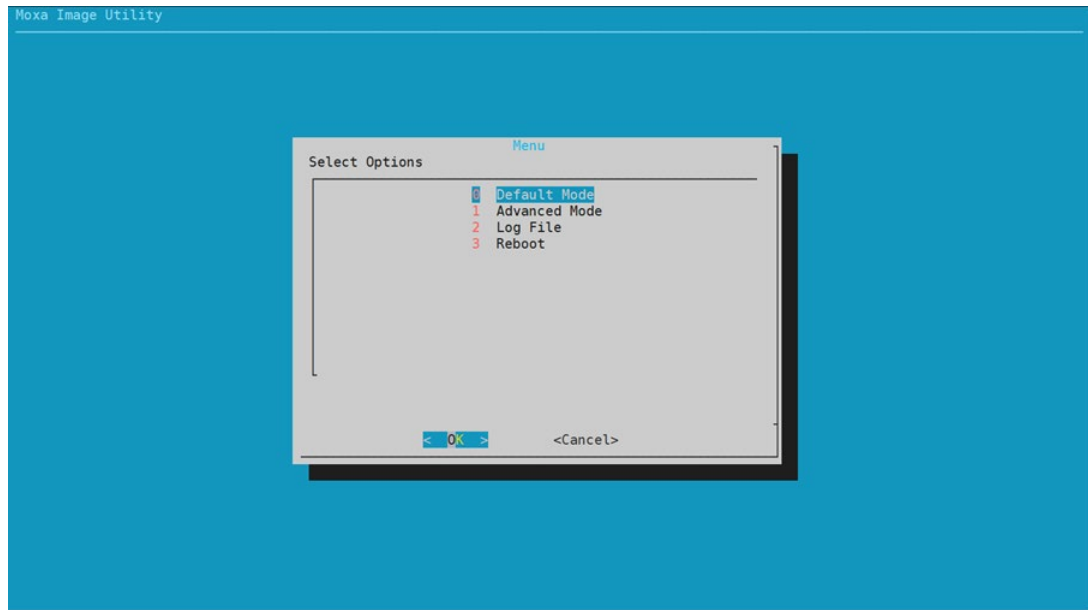 Moxa Image Utility
Menu
Select Options
0 Default Mode
1 Advanced Mode
2 Log File
3 Reboot
< OK > <Cancel>